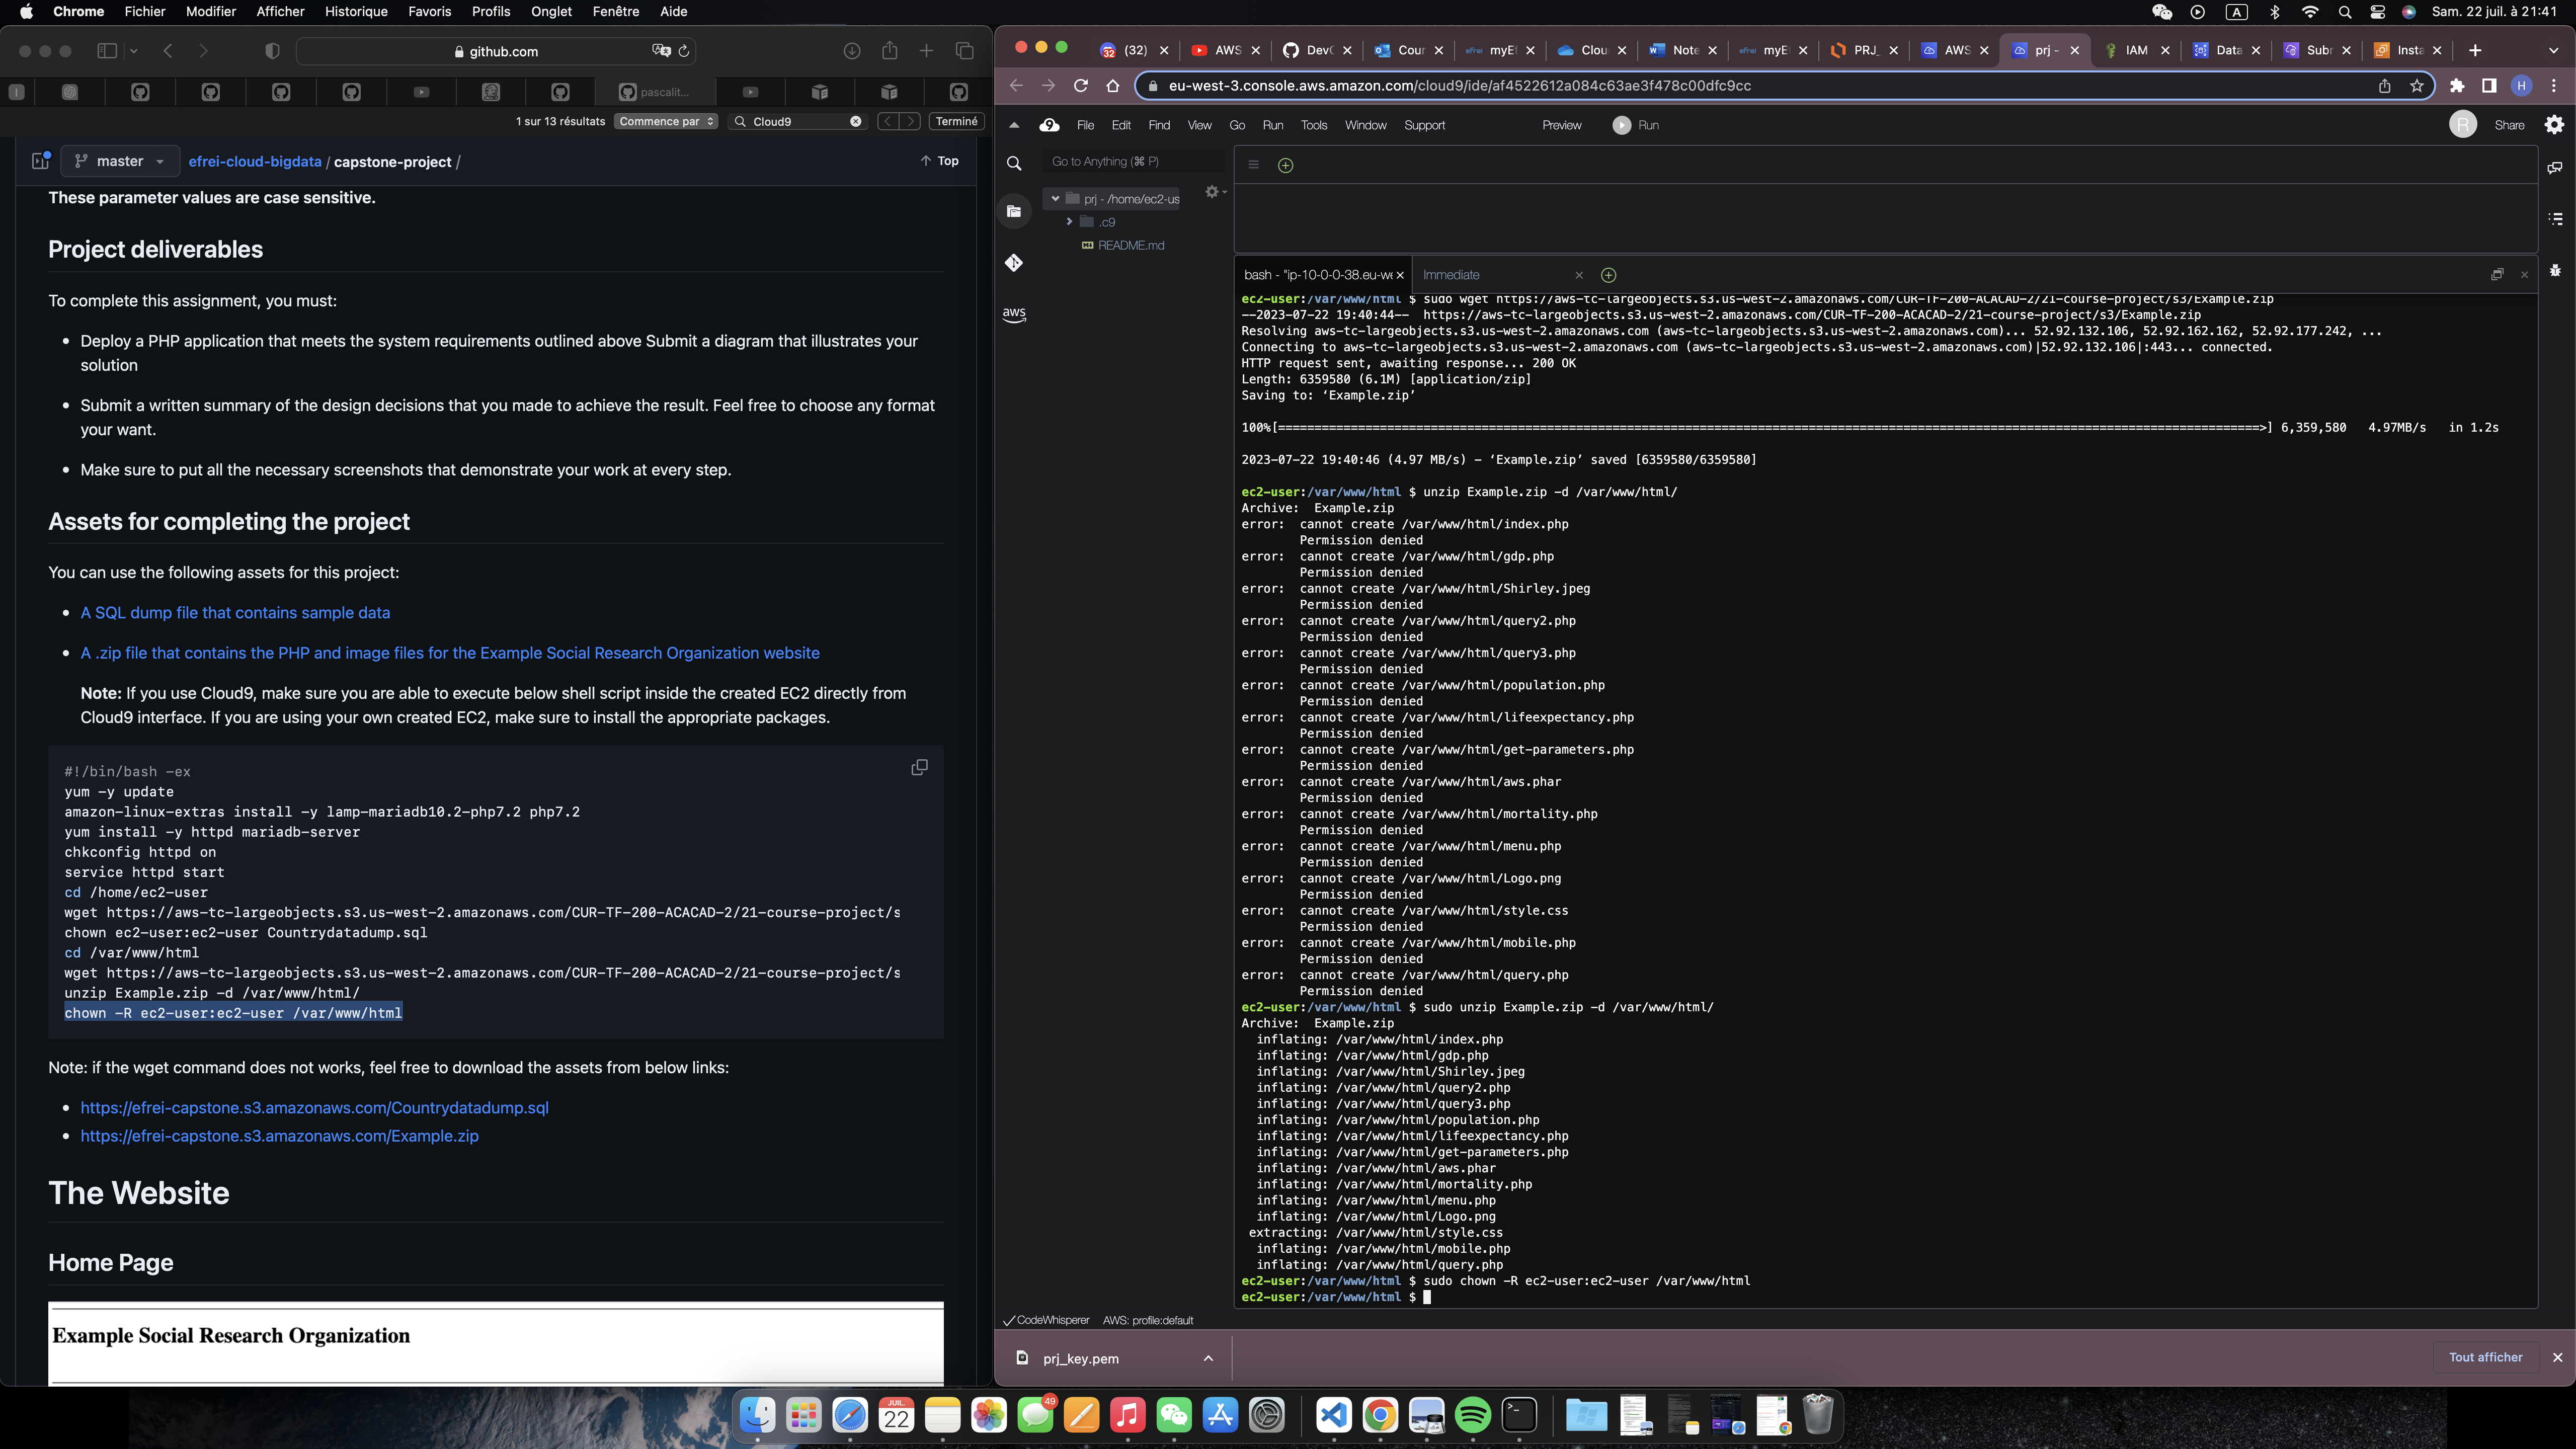 Chrome Fichier Modifier Afficher Historique Favoris Profils Onglet Fenêtre Aide
A
Sam. 22 juil. à 21:41
github.com
pascalit...
1 sur 13 résultats Commence par Cloud9 Terminé
master efrei-cloud-bigdata / capstone-project / Top
These parameter values are case sensitive.
Project deliverables
To complete this assignment, you must:
Deploy a PHP application that meets the system requirements outlined above Submit a diagram that illustrates your
solution
Submit a written summary of the design decisions that you made to achieve the result. Feel free to choose any format
your want.
Make sure to put all the necessary screenshots that demonstrate your work at every step.
Assets for completing the project
You can use the following assets for this project:
A SQL dump file that contains sample data
A .zip file that contains the PHP and image files for the Example Social Research Organization website
Note: If you use Cloud9, make sure you are able to execute below shell script inside the created EC2 directly from
Cloud9 interface. If you are using your own created EC2, make sure to install the appropriate packages.
#!/bin/bash -ex
yum -y update
amazon-linux-extras install -y lamp-mariadb10.2-php7.2 php7.2
yum install -y httpd mariadb-server
chkconfig httpd on
service httpd start
cd /home/ec2-user
wget https://aws-tc-largeobjects.s3.us-west-2.amazonaws.com/CUR-TF-200-ACACAD-2/21-course-project/s
chown ec2-user:ec2-user Countrydatadump.sql
cd /var/www/html
wget https://aws-tc-largeobjects.s3.us-west-2.amazonaws.com/CUR-TF-200-ACACAD-2/21-course-project/s
unzip Example.zip -d /var/www/html/
chown -R ec2-user:ec2-user /var/www/html
Note: if the wget command does not works, feel free to download the assets from below links:
https://efrei-capstone.s3.amazonaws.com/Countrydatadump.sql
https://efrei-capstone.s3.amazonaws.com/Example.zip
The Website
Home Page
Example Social Research Organization
32 (32) AWS DevO Cour efrei myEf Clou Note efrei myE PRJ_ AWS prj - IAM Data Subr Insta
eu-west-3.console.aws.amazon.com/cloud9/ide/af4522612a084c63ae3f478c00dfc9cc
H
9 File Edit Find View Go Run Tools Window Support Preview Run R Share
Go to Anything (⌘ P)
prj - /home/ec2-us
.c9
README.md
aws
bash - "ip-10-0-0-38.eu-we Immediate
ec2-user:/var/www/html $ sudo wget https://aws-tc-largeobjects.s3.us-west-2.amazonaws.com/CUR-TF-200-ACACAD-2/21-course-project/s3/Example.zip
--2023-07-22 19:40:44-- https://aws-tc-largeobjects.s3.us-west-2.amazonaws.com/CUR-TF-200-ACACAD-2/21-course-project/s3/Example.zip
Resolving aws-tc-largeobjects.s3.us-west-2.amazonaws.com (aws-tc-largeobjects.s3.us-west-2.amazonaws.com)... 52.92.132.106, 52.92.162.162, 52.92.177.242, ...
Connecting to aws-tc-largeobjects.s3.us-west-2.amazonaws.com (aws-tc-largeobjects.s3.us-west-2.amazonaws.com)|52.92.132.106|:443... connected.
HTTP request sent, awaiting response... 200 OK
Length: 6359580 (6.1M) [application/zip]
Saving to: ‘Example.zip’
100%[=====================================================================================================================================>] 6,359,580 4.97MB/s in 1.2s
2023-07-22 19:40:46 (4.97 MB/s) - ‘Example.zip’ saved [6359580/6359580]
ec2-user:/var/www/html $ unzip Example.zip -d /var/www/html/
Archive: Example.zip
error: cannot create /var/www/html/index.php
Permission denied
error: cannot create /var/www/html/gdp.php
Permission denied
error: cannot create /var/www/html/Shirley.jpeg
Permission denied
error: cannot create /var/www/html/query2.php
Permission denied
error: cannot create /var/www/html/query3.php
Permission denied
error: cannot create /var/www/html/population.php
Permission denied
error: cannot create /var/www/html/lifeexpectancy.php
Permission denied
error: cannot create /var/www/html/get-parameters.php
Permission denied
error: cannot create /var/www/html/aws.phar
Permission denied
error: cannot create /var/www/html/mortality.php
Permission denied
error: cannot create /var/www/html/menu.php
Permission denied
error: cannot create /var/www/html/Logo.png
Permission denied
error: cannot create /var/www/html/style.css
Permission denied
error: cannot create /var/www/html/mobile.php
Permission denied
error: cannot create /var/www/html/query.php
Permission denied
ec2-user:/var/www/html $ sudo unzip Example.zip -d /var/www/html/
Archive: Example.zip
inflating: /var/www/html/index.php
inflating: /var/www/html/gdp.php
inflating: /var/www/html/Shirley.jpeg
inflating: /var/www/html/query2.php
inflating: /var/www/html/query3.php
inflating: /var/www/html/population.php
inflating: /var/www/html/lifeexpectancy.php
inflating: /var/www/html/get-parameters.php
inflating: /var/www/html/aws.phar
inflating: /var/www/html/mortality.php
inflating: /var/www/html/menu.php
inflating: /var/www/html/Logo.png
extracting: /var/www/html/style.css
inflating: /var/www/html/mobile.php
inflating: /var/www/html/query.php
ec2-user:/var/www/html $ sudo chown -R ec2-user:ec2-user /var/www/html
ec2-user:/var/www/html $
CodeWhisperer AWS: profile:default
prj_key.pem Tout afficher
JUIL. 22
49